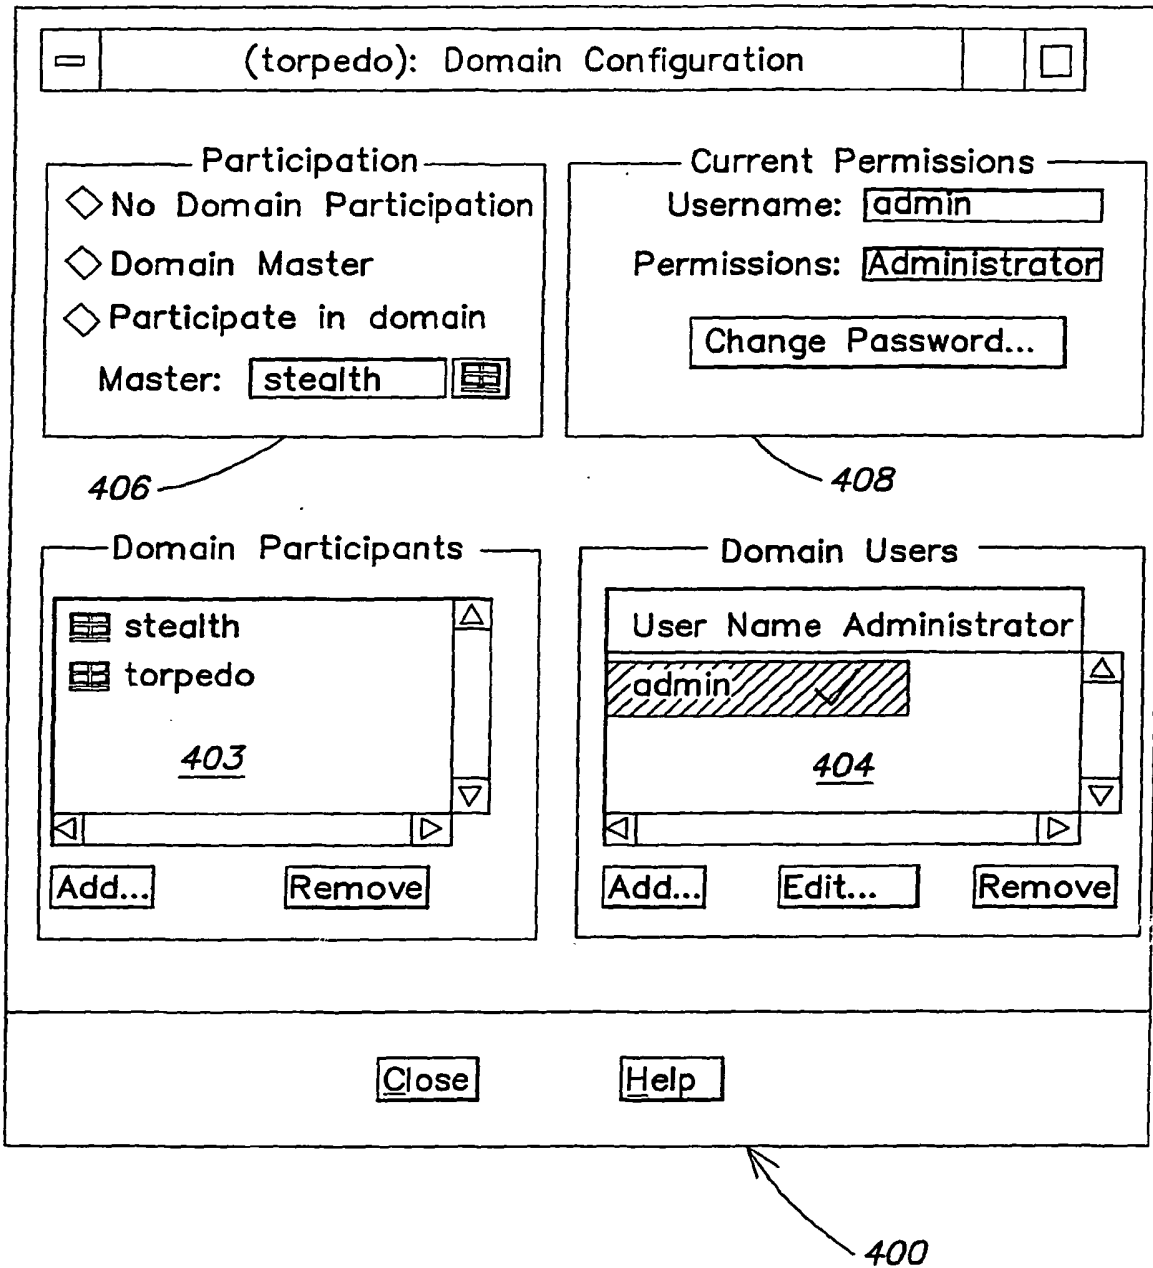 (torpedo): Domain Configuration
Participation
No Domain Participation
Domain Master
Participate in domain
Master: stealth
406
Current Permissions
Username: admin
Permissions: Administrator
Change Password...
408
Domain Participants
stealth
torpedo
403
Add... Remove
Domain Users
User Name Administrator
admin
404
Add... Edit... Remove
Close Help
400